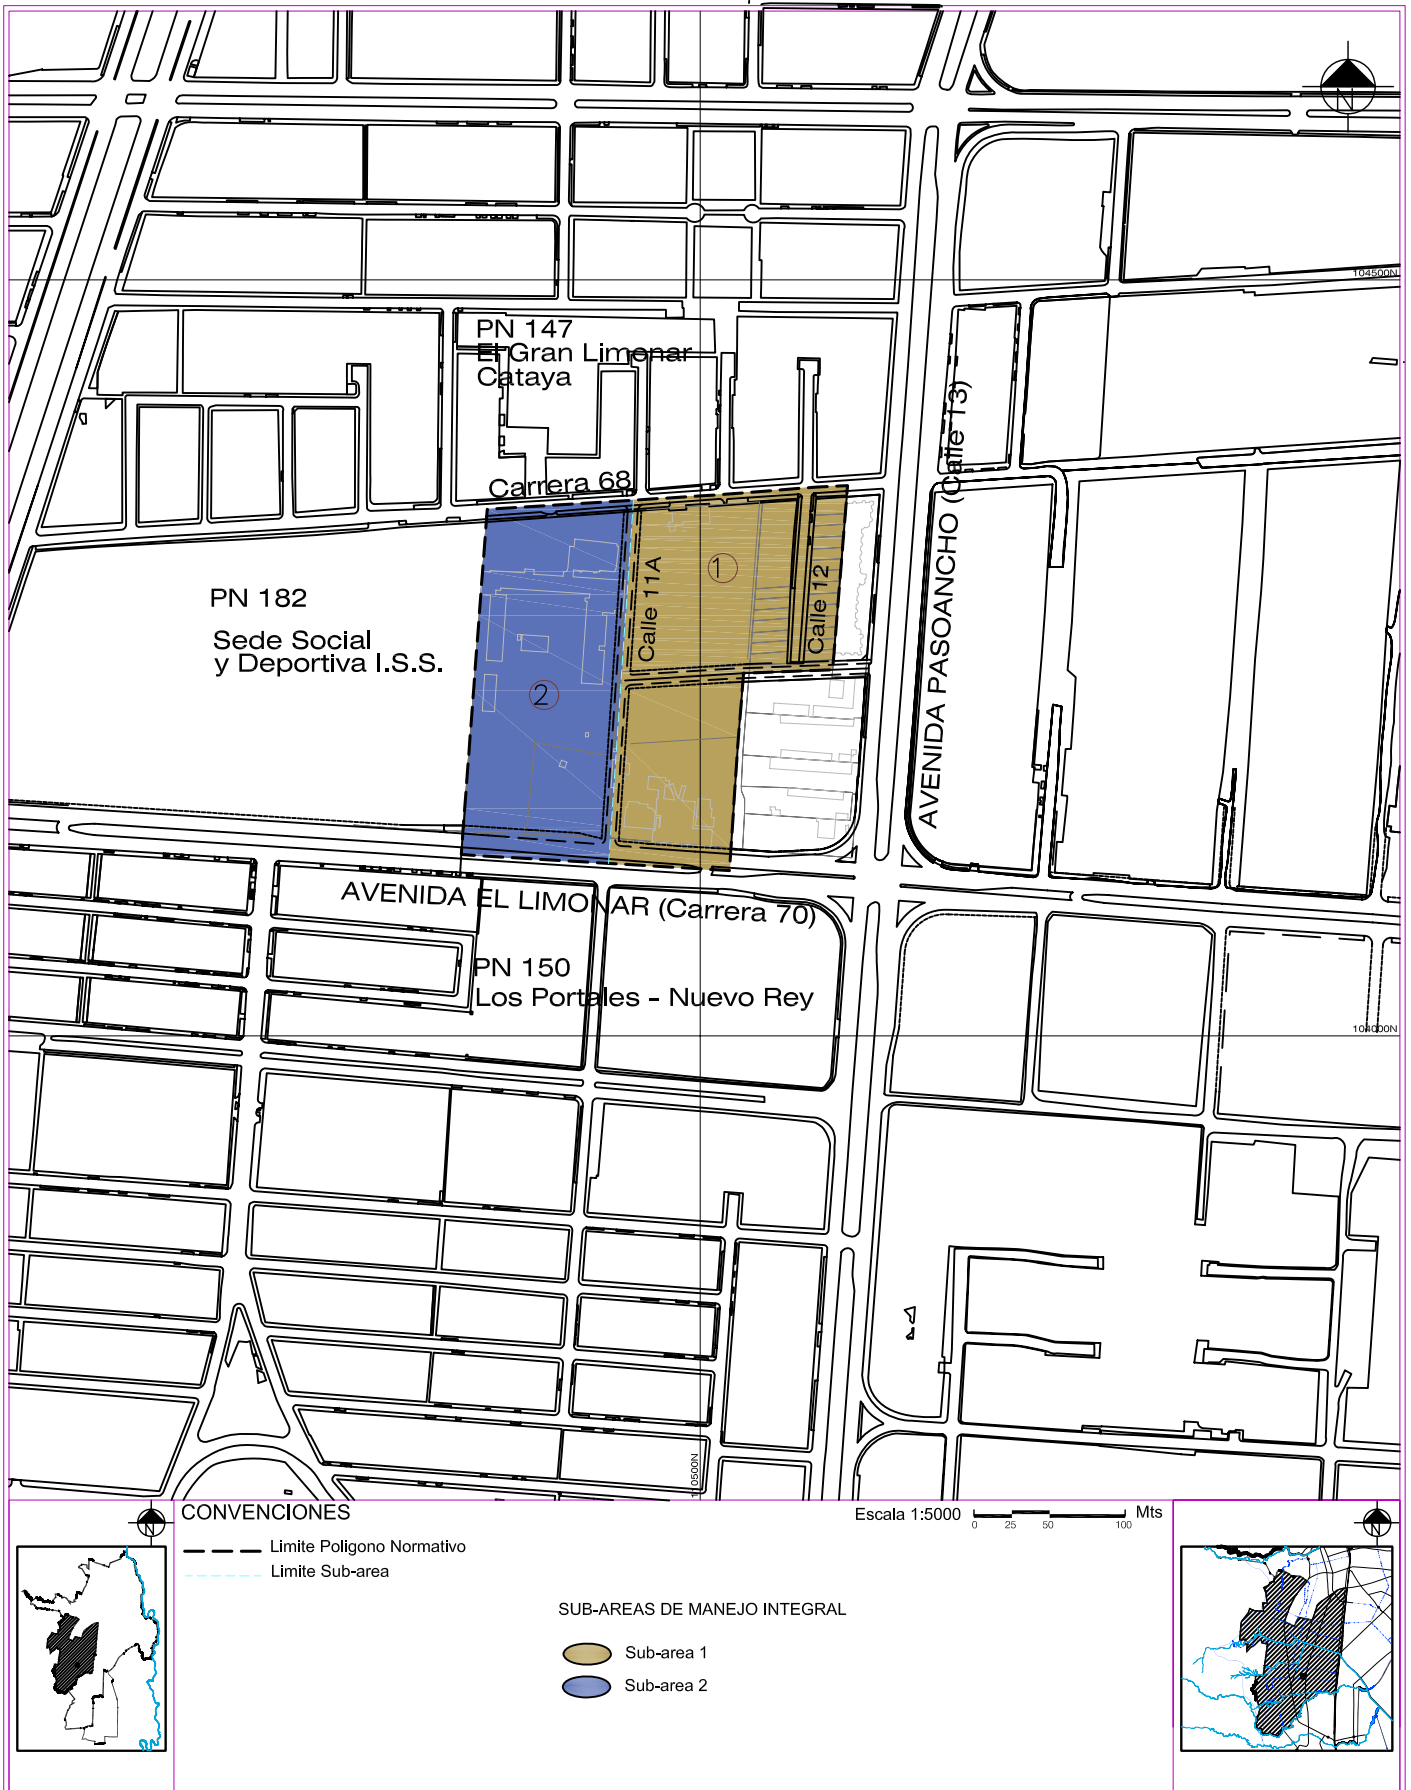 N
104500N
PN 147
El Gran Limonar
Cataya
Carrera 68
AVENIDA PASOANCHO (Calle 13)
Calle 11A
1
Calle 12
PN 182
Sede Social
y Deportiva I.S.S.
2
AVENIDA EL LIMONAR (Carrera 70)
PN 150
Los Portales - Nuevo Rey
104000N
110500N
CONVENCIONES
Limite Poligono Normativo
Limite Sub-area
Escala 1:5000
0 25 50 100
Mts
SUB-AREAS DE MANEJO INTEGRAL
Sub-area 1
Sub-area 2
N
N